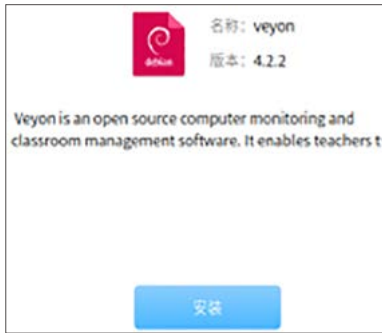 名称：veyon
debian
版本：4.2.2
Veyon is an open source computer monitoring and
classroom management software. It enables teachers t
安装